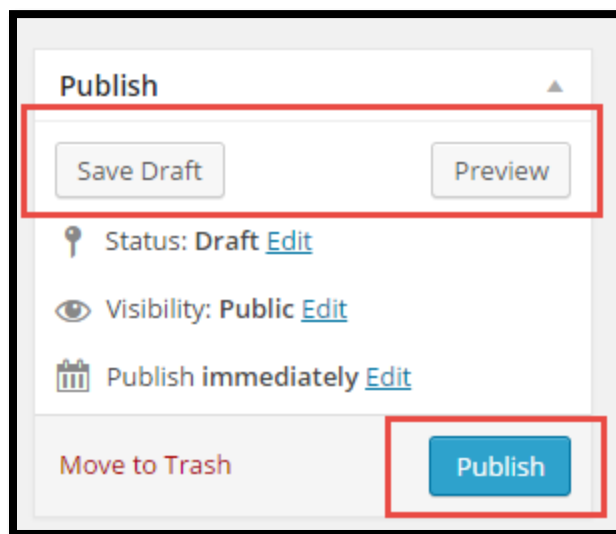 Publish
Save Draft Preview
Status: Draft Edit
Visibility: Public Edit
Publish immediately Edit
Move to Trash Publish